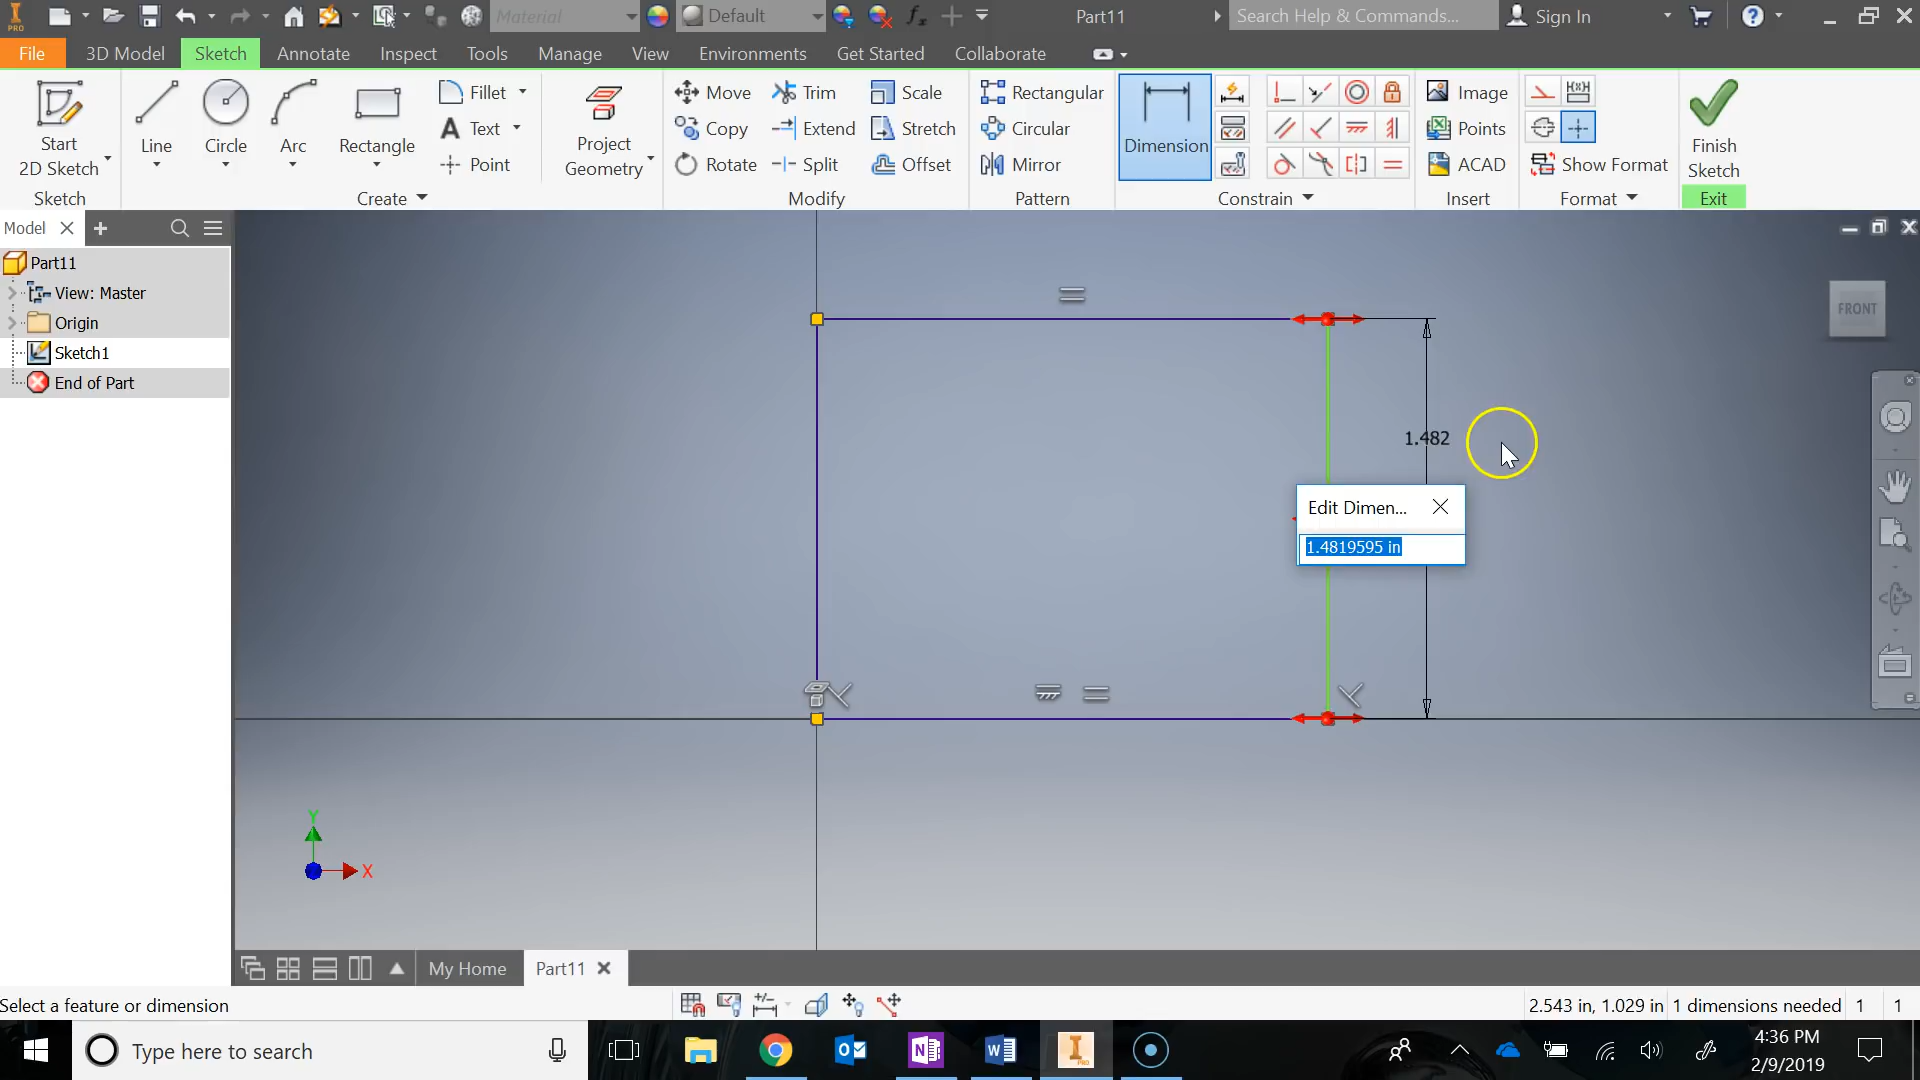 PRO
Material
Default
fx
Part11
Search Help & Commands...
Sign In
File
3D Model
Sketch
Annotate
Inspect
Tools
Manage
View
Environments
Get Started
Collaborate
Start
2D Sketch
Line
Circle
Arc
Rectangle
Fillet
Text
Point
Project
Geometry
Move
Copy
Rotate
Trim
Extend
Split
Scale
Stretch
Offset
Rectangular
Circular
Mirror
Dimension
Image
Points
ACAD
Show Format
Finish
Sketch
Sketch
Create
Modify
Pattern
Constrain
Insert
Format
Exit
Model
Part11
View: Master
Origin
Sketch1
End of Part
FRONT
1.482
Edit Dimen...
1.4819595 in
Y
X
My Home
Part11
Select a feature or dimension
2.543 in, 1.029 in
1 dimensions needed
1
1
Type here to search
4:36 PM
2/9/2019